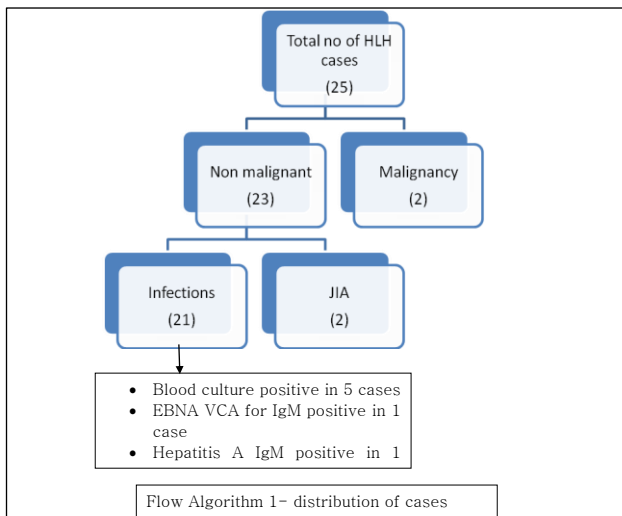 Total no of HLH
cases
(25)
Non malignant
(23)
Malignancy
(2)
Infections
(21)
JIA
(2)
• Blood culture positive in 5 cases
• EBNA VCA for IgM positive in 1
case
• Hepatitis A IgM positive in 1
Flow Algorithm 1- distribution of cases